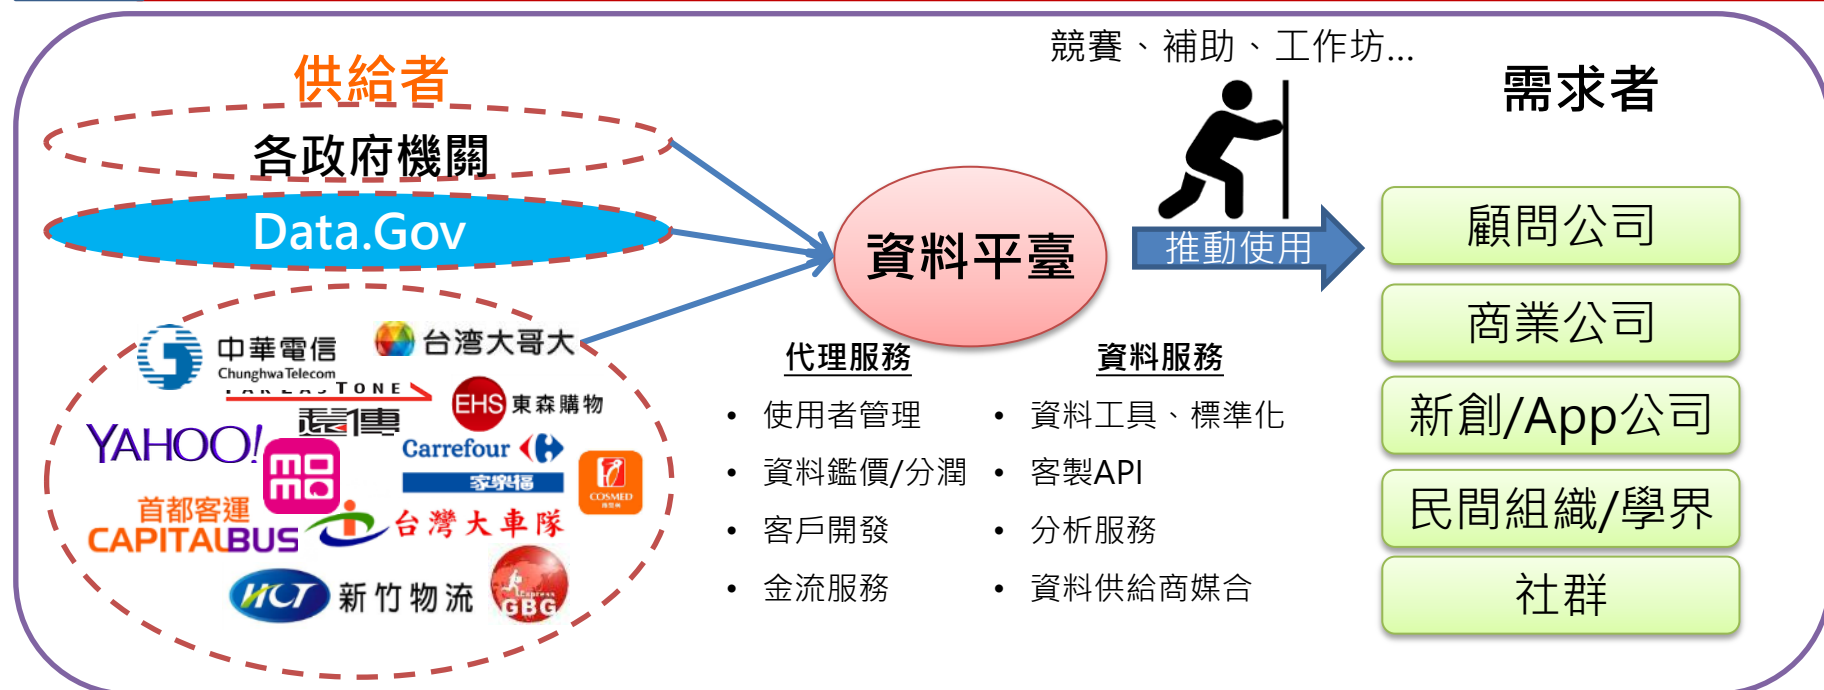 供給者
各政府機關
Data.Gov
中華電信
Chunghwa Telecom
台湾大哥大
FAREASTONE
遠傳
EHS 東森購物
YAHOO!
momo
Carrefour
家樂福
COSMED
首都客運
CAPITALBUS
台灣大車隊
HCT 新竹物流
Express
GBG
資料平臺
競賽、補助、工作坊...
推動使用
代理服務
• 使用者管理
• 資料鑑價/分潤
• 客戶開發
• 金流服務
資料服務
• 資料工具、標準化
• 客製API
• 分析服務
• 資料供給商媒合
需求者
顧問公司
商業公司
新創/App公司
民間組織/學界
社群